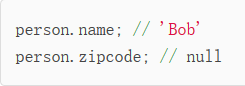 person.name; // 'Bob'
person.zipcode; // null